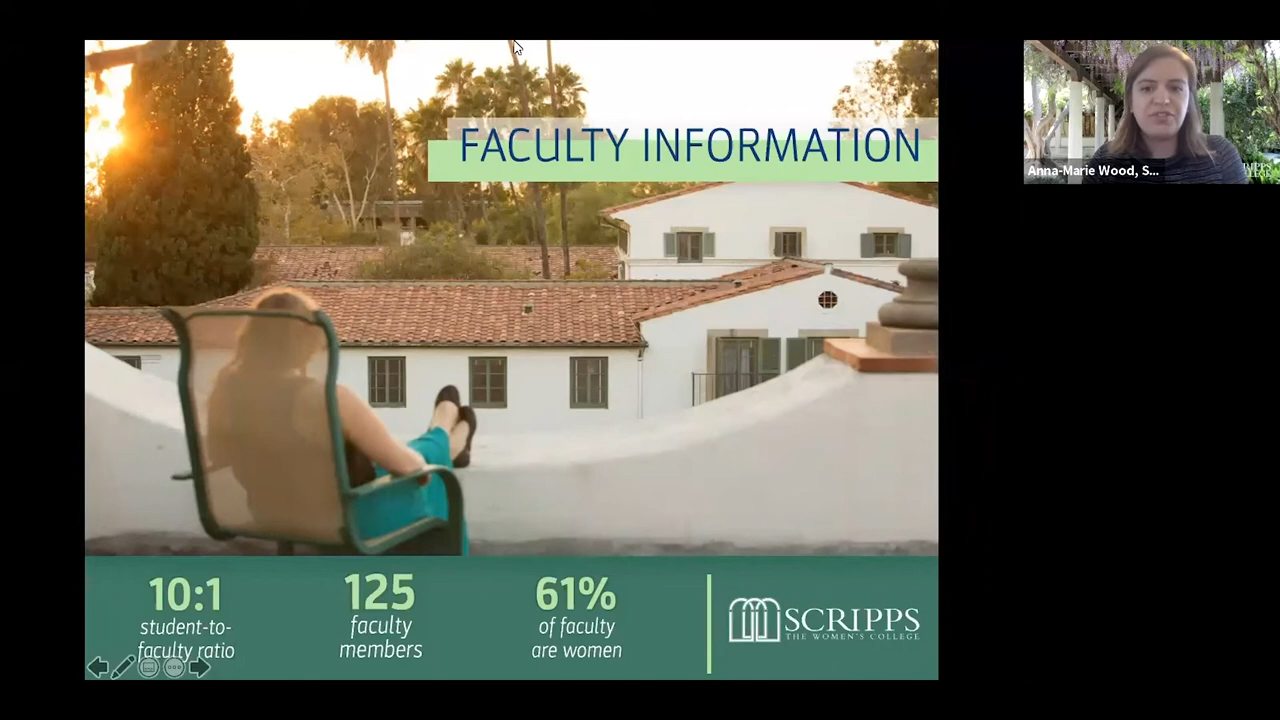 FACULTY INFORMATION
Anna-Marie Wood, S...
10:1
student-to-
faculty ratio
125
faculty
members
61%
of faculty
are women
SCRIPPS
THE WOMEN'S COLLEGE